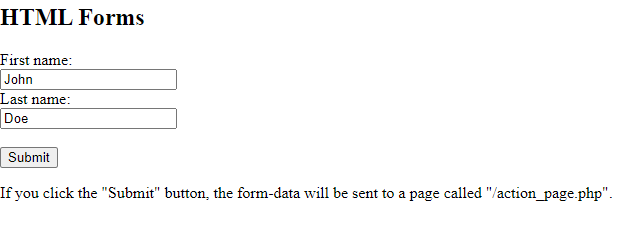 HTML Forms
First name:
John
Last name:
Doe
Submit
If you click the "Submit" button, the form-data will be sent to a page called "/action_page.php".